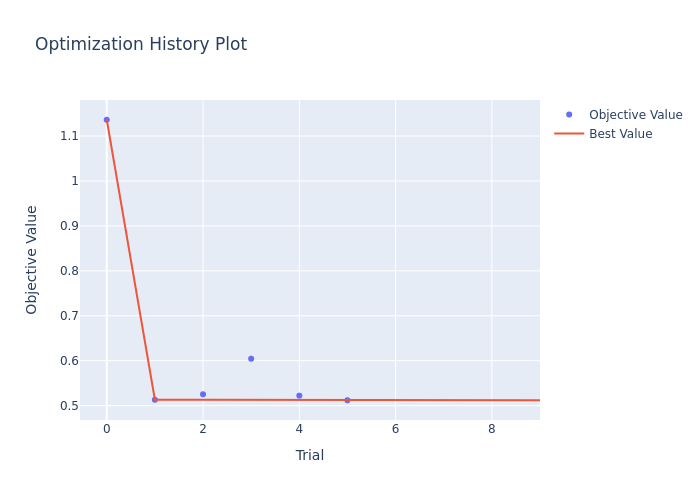 Optimization History Plot
Objective Value
Best Value
1.1
1
0.9
0.8
0.7
0.6
0.5
Objective Value
0 2 4 6 8
Trial